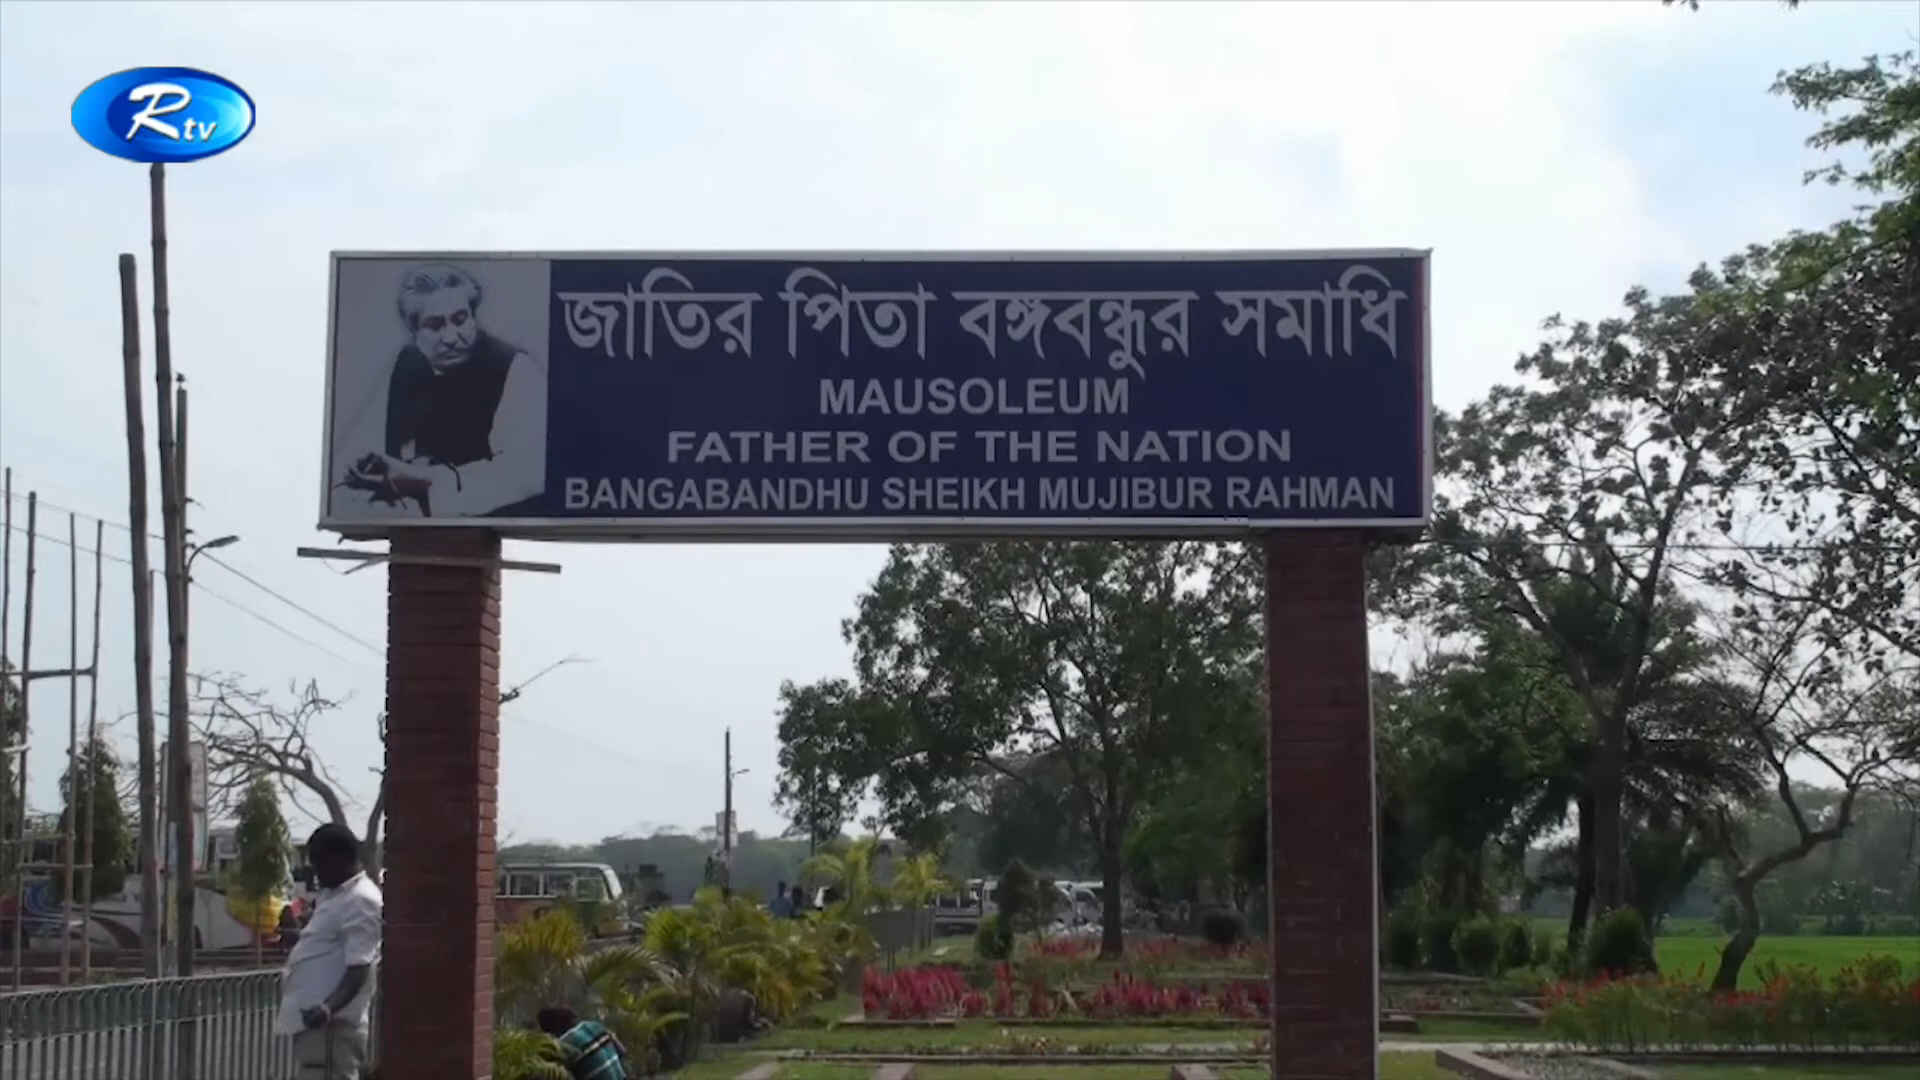 Rtv
জাতির পিতা বঙ্গবন্ধুর সমাধি
MAUSOLEUM
FATHER OF THE NATION
BANGABANDHU SHEIKH MUJIBUR RAHMAN